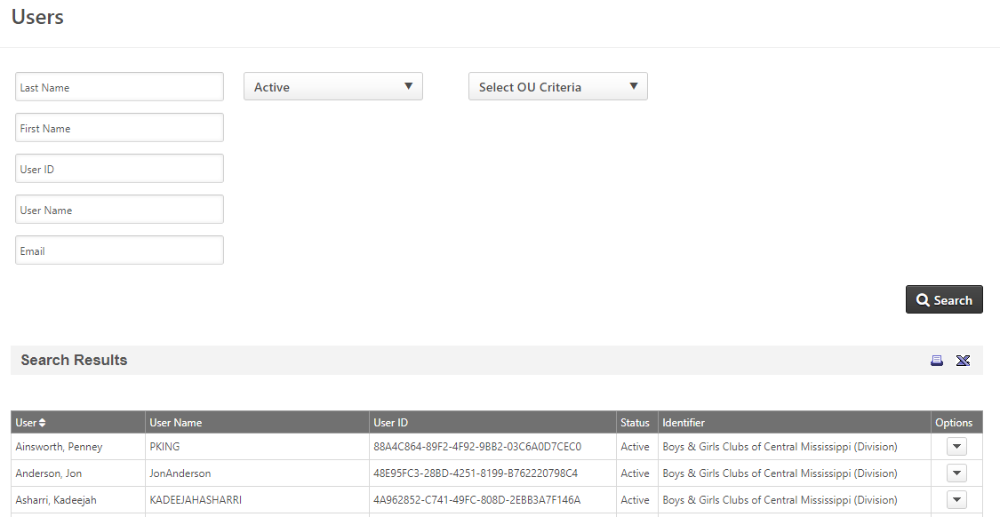 Users
Last Name
Active
Select OU Criteria
First Name
User ID
User Name
Email
Search
Search Results
User User Name User ID Status Identifier Options
Ainsworth, Penney PKING 88A4C864-89F2-4F92-9BB2-03C6A0D7CEC0 Active Boys & Girls Clubs of Central Mississippi (Division)
Anderson, Jon JonAnderson 48E95FC3-28BD-4251-8199-B762220798C4 Active Boys & Girls Clubs of Central Mississippi (Division)
Asharri, Kadeejah KADEEJAHASHARRI 4A962852-C741-49FC-808D-2EBB3A7F146A Active Boys & Girls Clubs of Central Mississippi (Division)